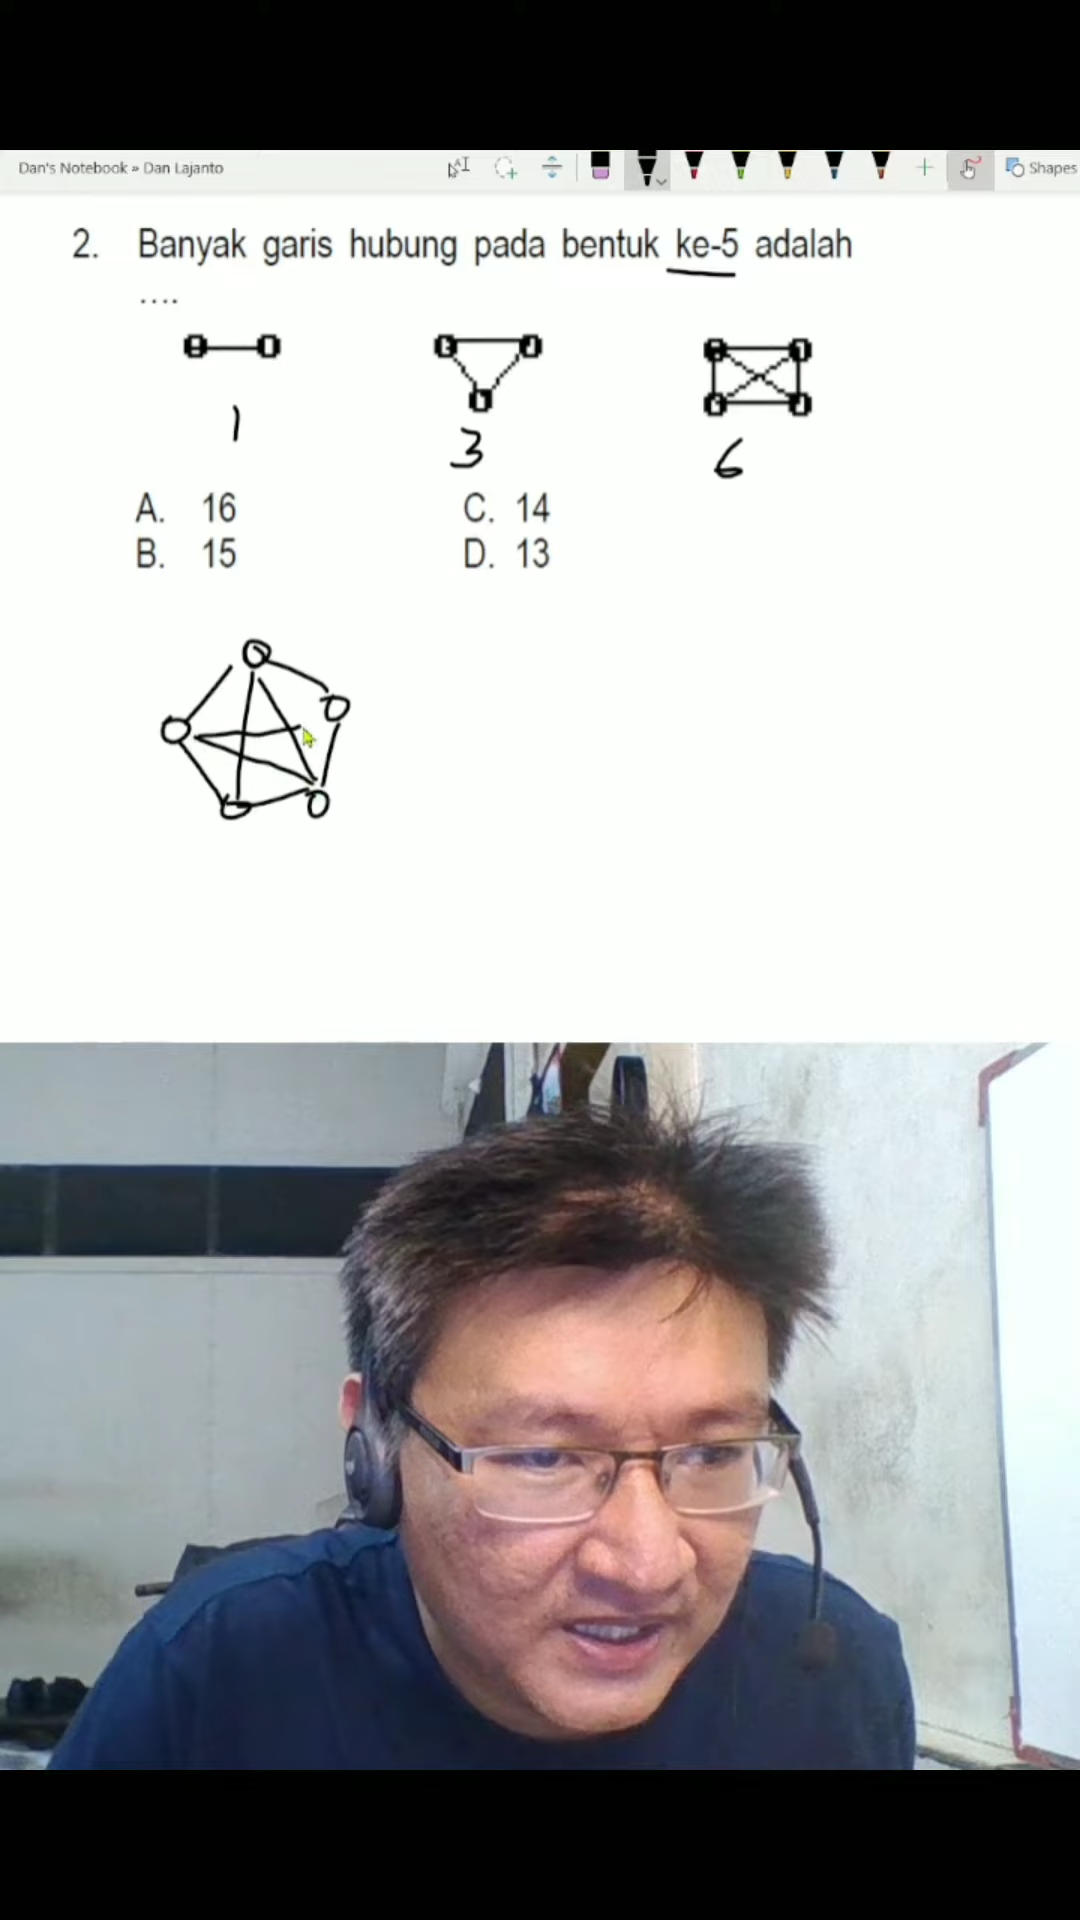 Dan's Notebook » Dan Lajanto
Shapes
2. Banyak garis hubung pada bentuk ke-5 adalah
....
1 3 6
A. 16 C. 14
B. 15 D. 13